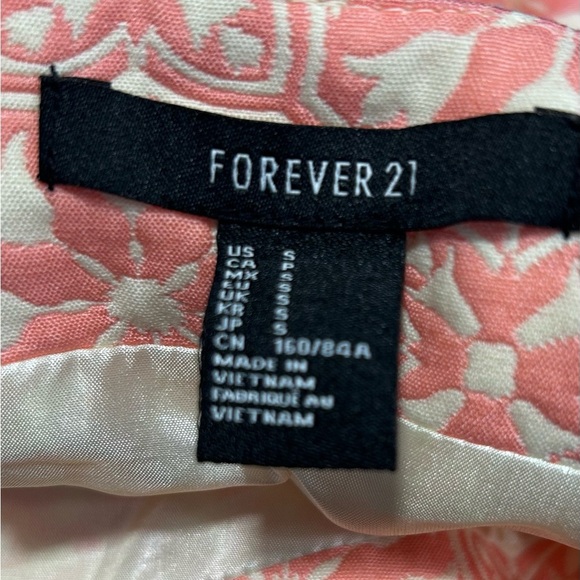 FOREVER 21
US S
CA P
MX S
EU S
UK S
KR S
JP S
CN 160/84A
MADE IN
VIETNAM
FABRIQUÉ AU
VIETNAM